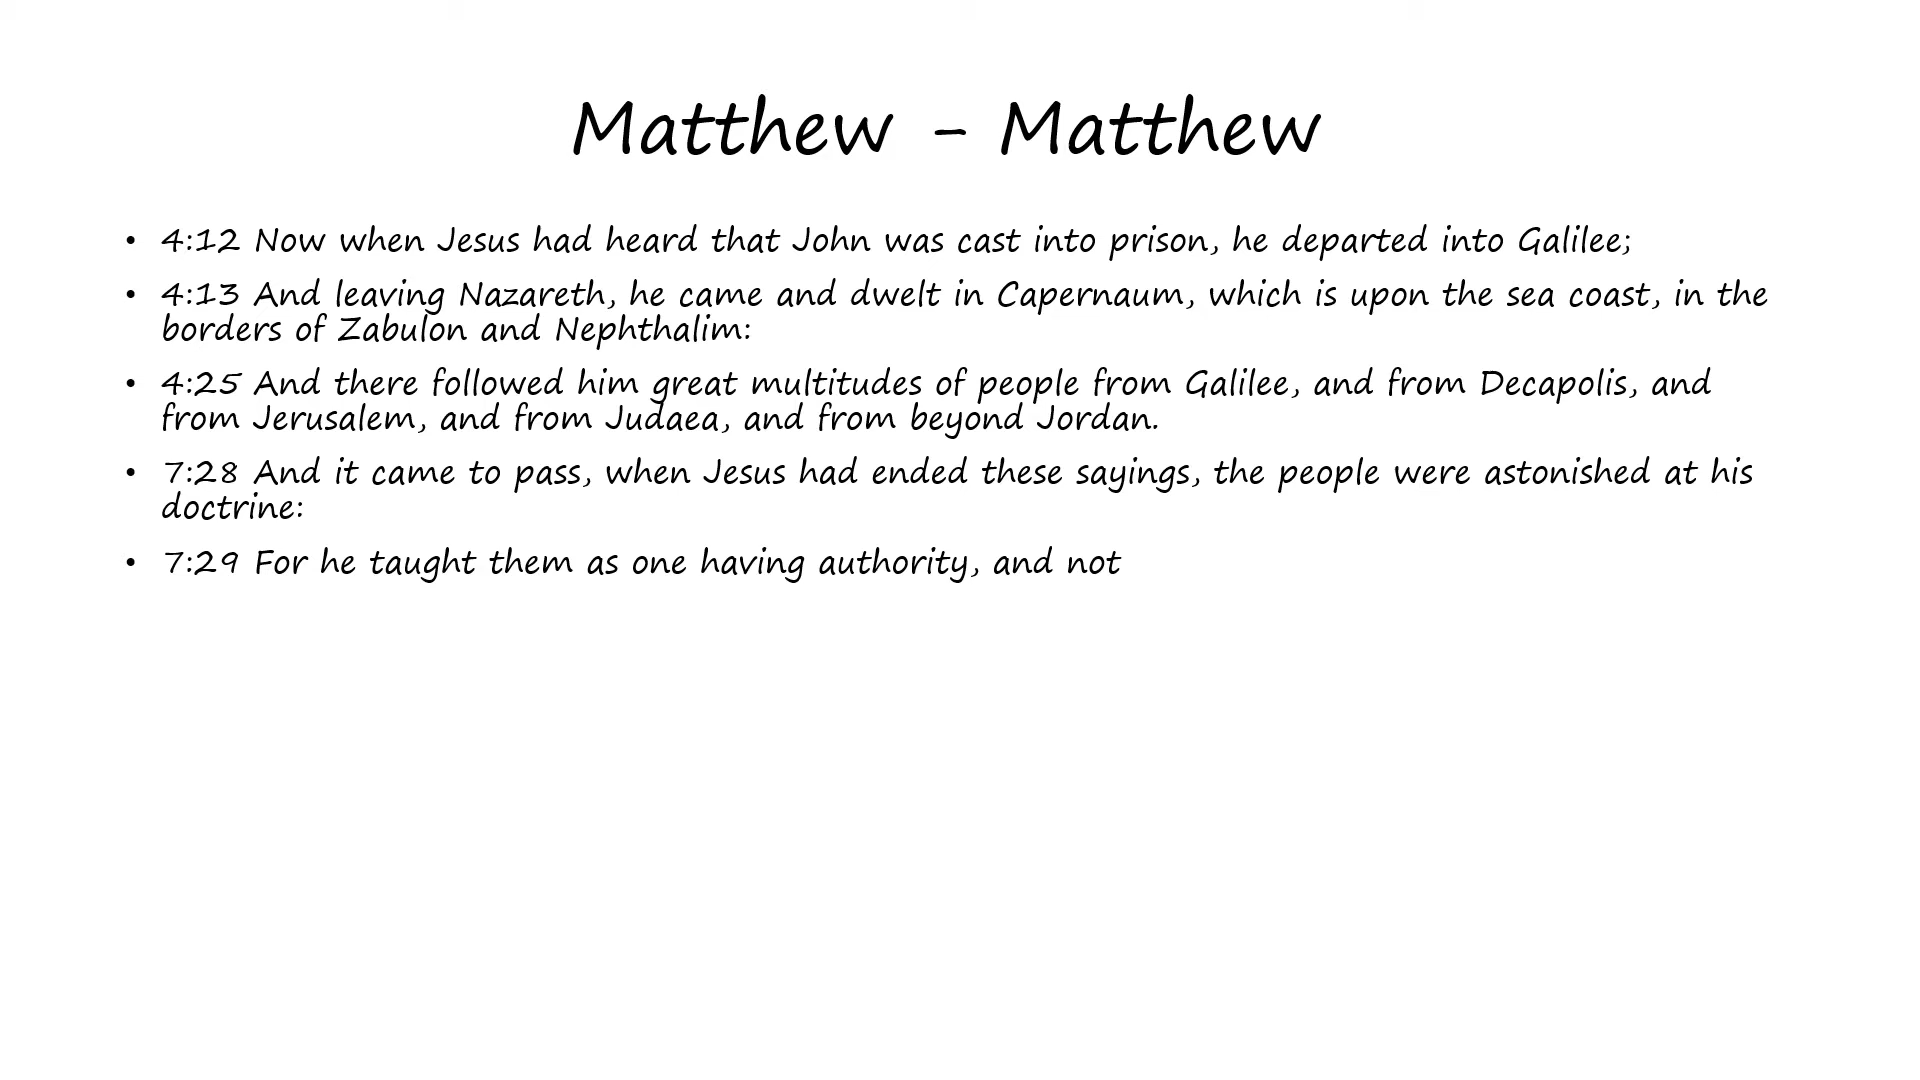 Matthew - Matthew
• 4:12 Now when Jesus had heard that John was cast into prison, he departed into Galilee;
• 4:13 And leaving Nazareth, he came and dwelt in Capernaum, which is upon the sea coast, in the
borders of Zabulon and Nephthalim:
• 4:25 And there followed him great multitudes of people from Galilee, and from Decapolis, and
from Jerusalem, and from Judaea, and from beyond Jordan.
• 7:28 And it came to pass, when Jesus had ended these sayings, the people were astonished at his
doctrine:
• 7:29 For he taught them as one having authority, and not